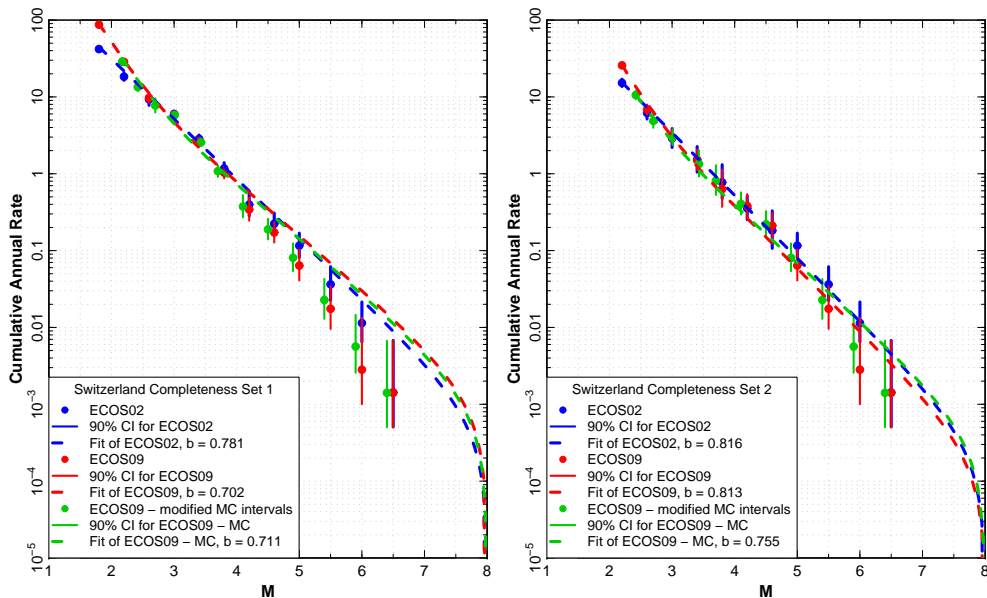 100
10
1
0.1
0.01
10−3
10−4
10−5
Cumulative Annual Rate
Switzerland Completeness Set 1
ECOS02
90% CI for ECOS02
Fit of ECOS02, b = 0.781
ECOS09
90% CI for ECOS09
Fit of ECOS09, b = 0.702
ECOS09 − modified MC intervals
90% CI for ECOS09 − MC
Fit of ECOS09 − MC, b = 0.711
1 2 3 4 5 6 7 8
M
100
10
1
0.1
0.01
10−3
10−4
10−5
Cumulative Annual Rate
Switzerland Completeness Set 2
ECOS02
90% CI for ECOS02
Fit of ECOS02, b = 0.816
ECOS09
90% CI for ECOS09
Fit of ECOS09, b = 0.813
ECOS09 − modified MC intervals
90% CI for ECOS09 − MC
Fit of ECOS09 − MC, b = 0.755
1 2 3 4 5 6 7 8
M